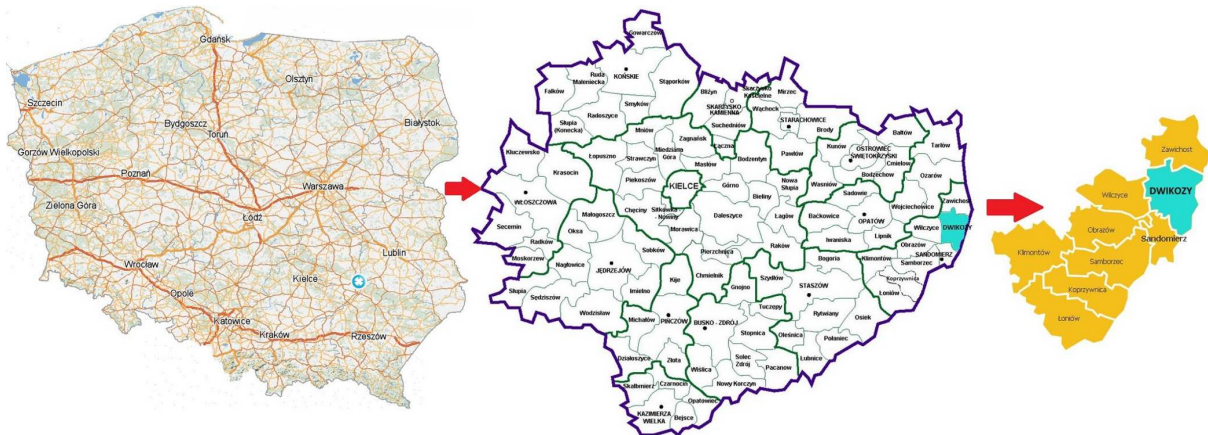 Gdańsk
Olsztyn
Szczecin
Bydgoszcz
Toruń
Białystok
Gorzów Wielkopolski
Poznań
Warszawa
Zielona Góra
Łódź
Lublin
Wrocław
Kielce
Opole
Katowice
Kraków
Rzeszów
Gowarczów
Ruda
Maleniecka
KOŃSKIE
Stąporków
Fałków
Smyków
Radoszyce
Słupia
(Konecka)
Bliżyn
Skarżysko
Kościelne
Mirzec
SKARŻYSKO
KAMIENNA
Wąchock
Suchedniów
STARACHOWICE
Brody
Bałtów
Mniów
Zagnańsk
Łączna
Kluczewsko
Łopuszno
Strawczyn
Miedziana
Góra
Masłów
Bodzentyn
Pawłów
Kunów
OSTROWIEC
ŚWIĘTOKRZYSKI
Ćmielów
Tarłów
Bodzechów
Ożarów
Krasocin
Piekoszów
KIELCE
Górno
Bieliny
Nowa
Słupia
Waśniów
Sadowie
Wojciechowice
Zawichost
WŁOSZCZOWA
Chęciny
Sitkówka
-Nowiny
Daleszyce
Łagów
Baćkowice
OPATÓW
Wilczyce
DWIKOZY
Małogoszcz
Morawica
Iwaniska
Lipnik
Obrazów
SANDOMIERZ
Samborzec
Secemin
Oksa
Radków
Moskorzew
Nagłowice
Sobków
JĘDRZEJÓW
Pierzchnica
Raków
Bogoria
Klimontów
Koprzywnica
Łoniów
Słupia
Sędziszów
Imielno
Kije
Chmielnik
Gnojno
Szydłów
STASZÓW
Wodzisław
Michałów
PIŃCZÓW
BUSKO - ZDRÓJ
Tuczępy
Rytwiany
Osiek
Stopnica
Oleśnica
Połaniec
Działoszyce
Złota
Wiślica
Solec
Zdrój
Pacanow
Łubnice
Skalbmierz
Czarnocin
Nowy Korczyn
Opatowiec
KAZIMIERZA
WIELKA
Bejsce
Zawichost
DWIKOZY
Wilczyce
Obrazów
Sandomierz
Klimontów
Samborzec
Koprzywnica
Łoniów